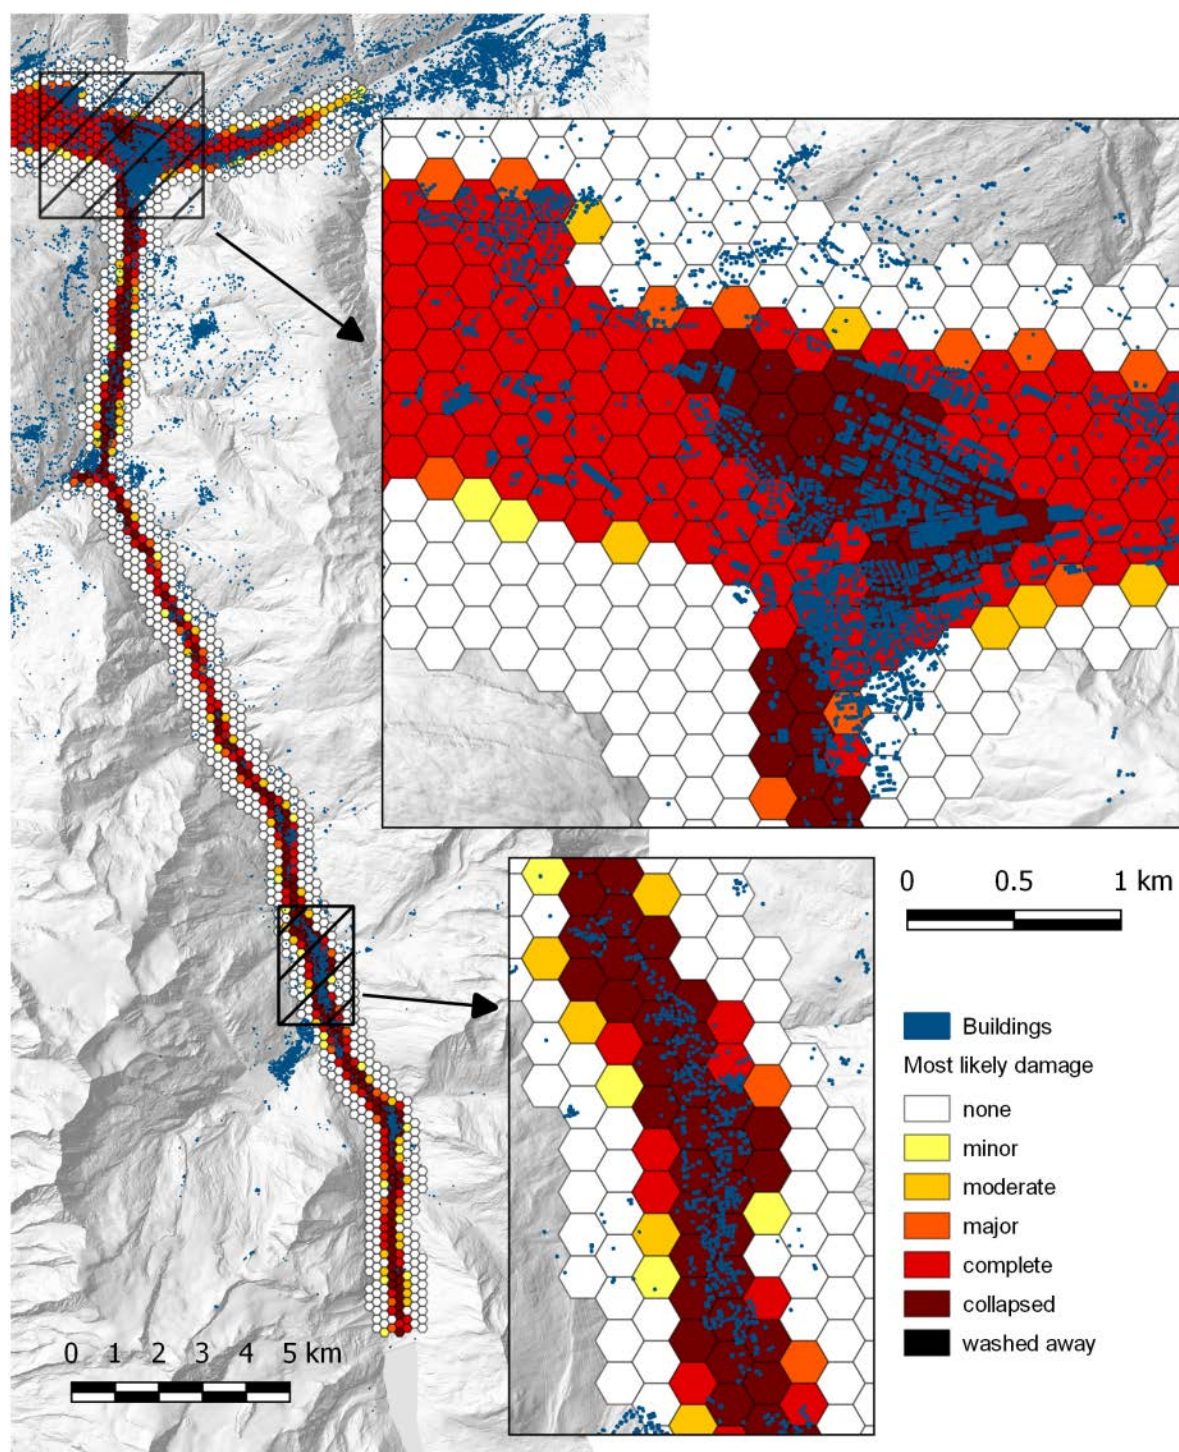 0 0.5 1 km
Buildings
Most likely damage
none
minor
moderate
major
complete
collapsed
washed away
0 1 2 3 4 5 km